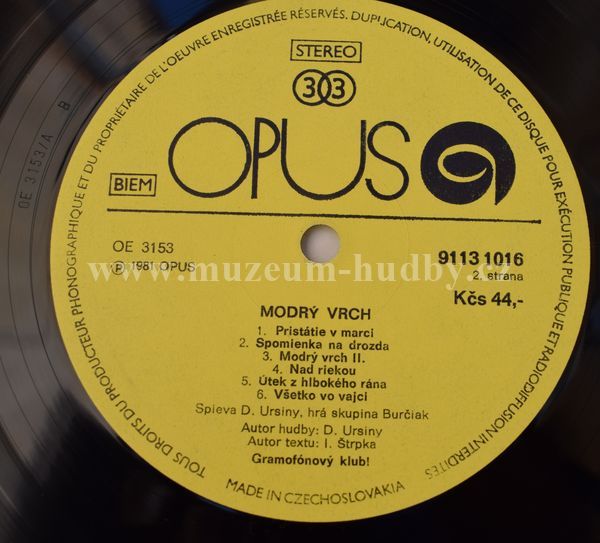 TOUS DROITS DU PRODUCTEUR PHONOGRAPHIQUE ET DU PROPRIÉTAIRE DE L'OEUVRE ENREGISTRÉE RÉSERVÉS. DUPLICATION, UTILISATION DE CE DISQUE POUR EXÉCUTION PUBLIQUE ET RADIODIFFUSION INTERDITES
STEREO
33
OPUS
BIEM
OE 3153/A B
OE 3153
℗ 1981 OPUS
9113 1016
2. strana
Kčs 44,-
www.muzeum-hudby.cz
MODRÝ VRCH
1. Pristátie v marci
2. Spomienka na drozda
3. Modrý vrch II.
4. Nad riekou
5. Útek z hlbokého rána
6. Všetko vo vajci
Spieva D. Ursiny, hrá skupina Burčiak
Autor hudby: D. Ursiny
Autor textu: I. Štrpka
Gramofónový klub!
MADE IN CZECHOSLOVAKIA